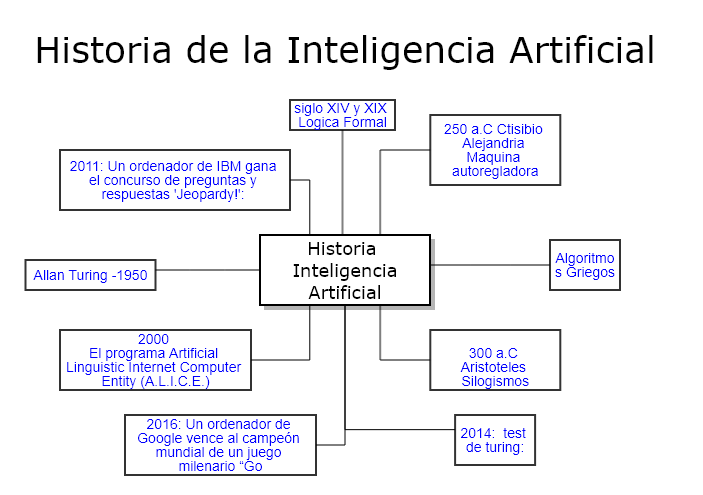 Historia de la Inteligencia Artificial
siglo XIV y XIX
Logica Formal
250 a.C Ctisibio
Alejandria
Maquina
autoregladora
2011: Un ordenador de IBM gana
el concurso de preguntas y
respuestas 'Jeopardy!':
Historia
Inteligencia
Artificial
Algoritmo
s Griegos
Allan Turing -1950
2000
El programa Artificial
Linguistic Internet Computer
Entity (A.L.I.C.E.)
300 a.C
Aristoteles
Silogismos
2016: Un ordenador de
Google vence al campeón
mundial de un juego
milenario “Go
2014:  test
de turing: